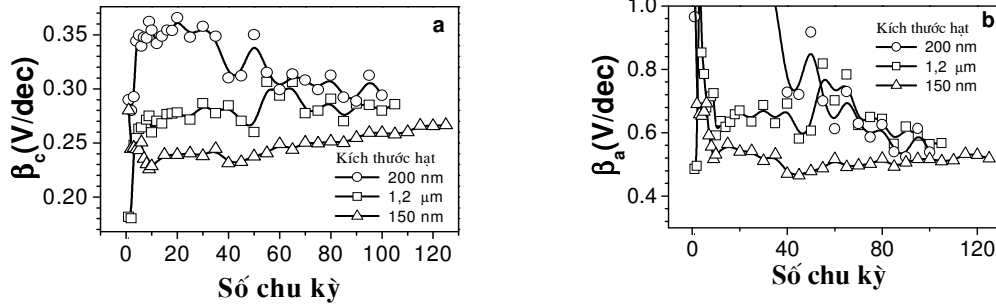 a
βc(V/dec)
0.35
0.30
0.25
0.20
Kích thước hạt
200 nm
1,2 μm
150 nm
0 20 40 60 80 100 120
Số chu kỳ
b
βa(V/dec)
1.0
0.8
0.6
0.4
Kích thước hạt
200 nm
1,2 μm
150 nm
0 40 80 120
Số chu kỳ